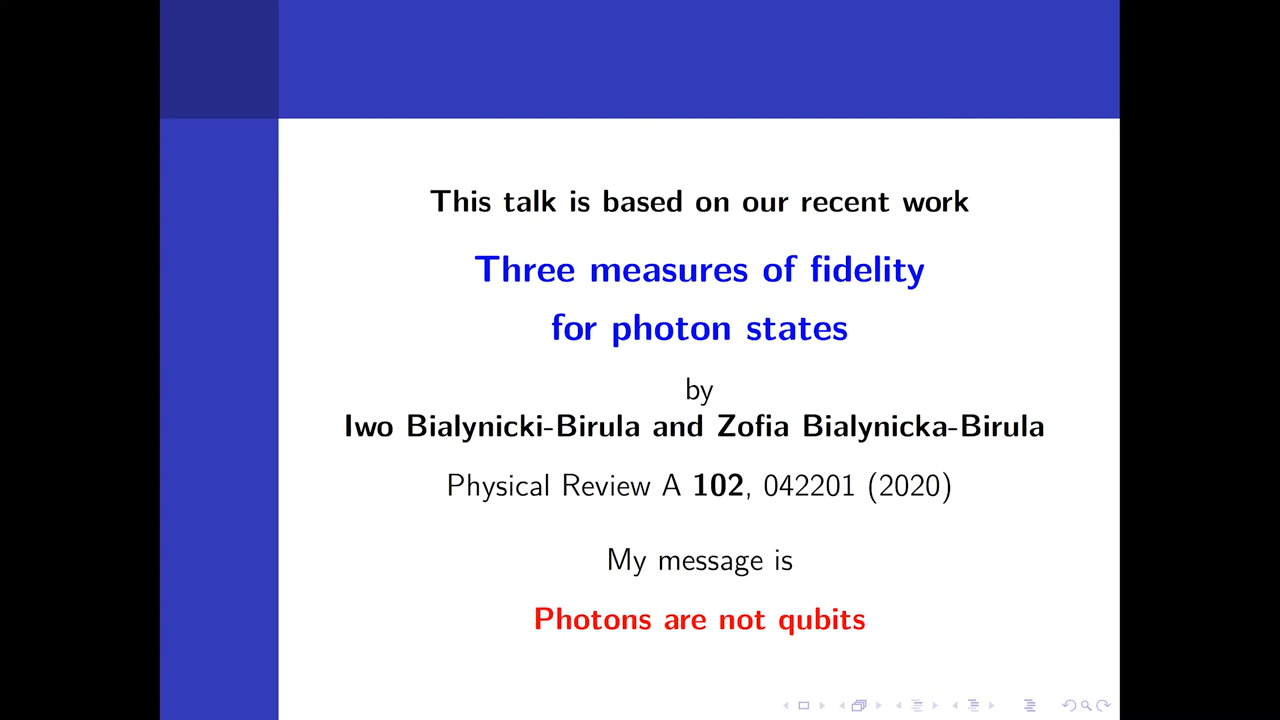 This talk is based on our recent work
Three measures of fidelity
for photon states
by
Iwo Bialynicki-Birula and Zofia Bialynicka-Birula
Physical Review A 102, 042201 (2020)
My message is
Photons are not qubits